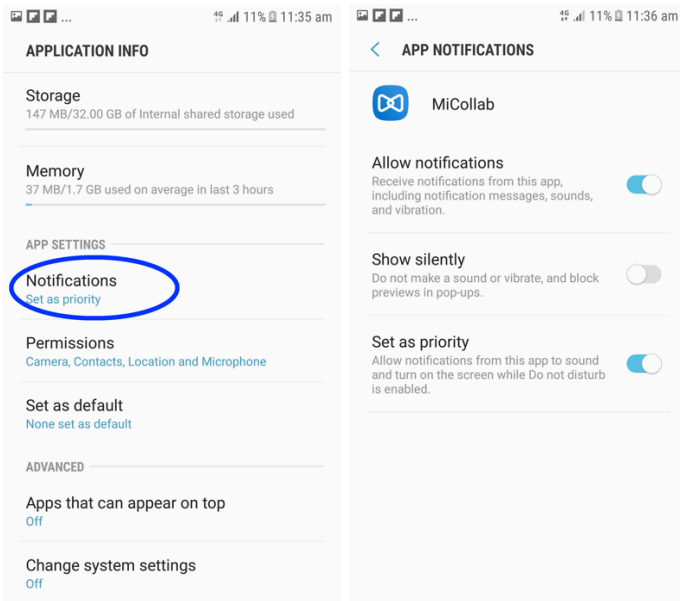 ... 4G 11% 11:35 am
APPLICATION INFO
Storage
147 MB/32.00 GB of Internal shared storage used
Memory
37 MB/1.7 GB used on average in last 3 hours
APP SETTINGS
Notifications
Set as priority
Permissions
Camera, Contacts, Location and Microphone
Set as default
None set as default
ADVANCED
Apps that can appear on top
Off
Change system settings
Off
... 4G 11% 11:36 am
APP NOTIFICATIONS
MiCollab
Allow notifications
Receive notifications from this app,
including notification messages, sounds,
and vibration.
Show silently
Do not make a sound or vibrate, and block
previews in pop-ups.
Set as priority
Allow notifications from this app to sound
and turn on the screen while Do not disturb
is enabled.